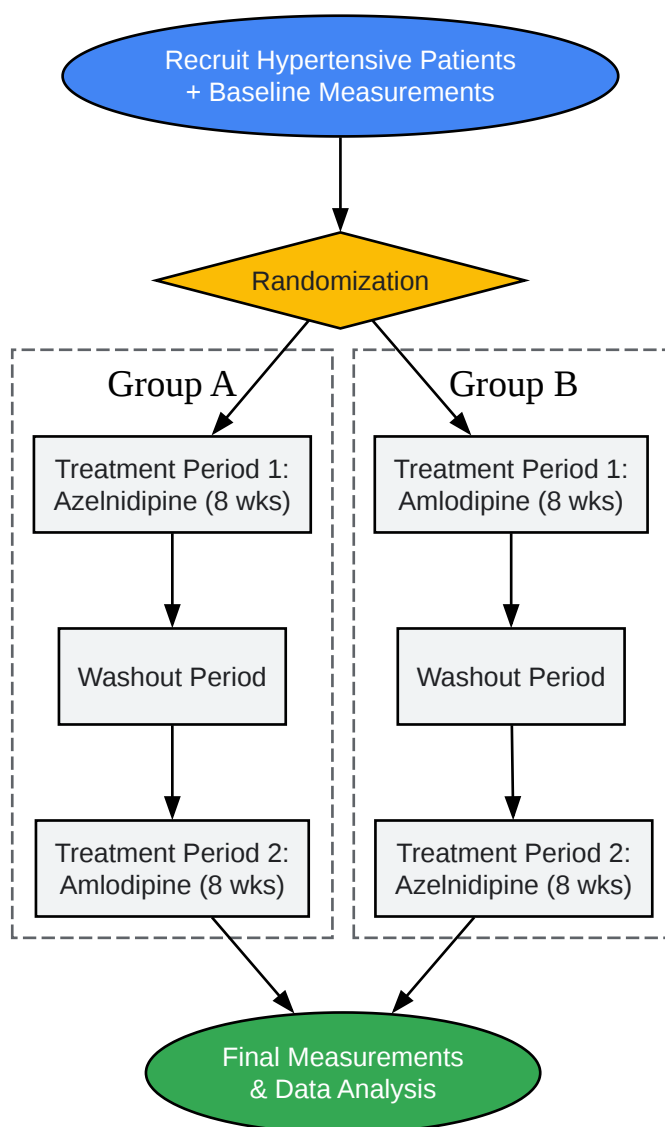 Recruit Hypertensive Patients
+ Baseline Measurements
Randomization
Group A
Treatment Period 1:
Azelnidipine (8 wks)
Washout Period
Treatment Period 2:
Amlodipine (8 wks)
Group B
Treatment Period 1:
Amlodipine (8 wks)
Washout Period
Treatment Period 2:
Azelnidipine (8 wks)
Final Measurements
& Data Analysis